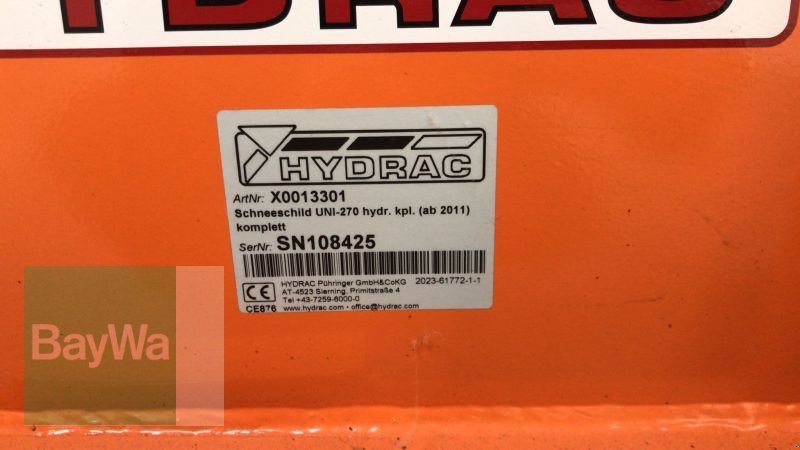 YDRAC
HYDRAC
ArtNr: X0013301
Schneeschild UNI-270 hydr. kpl. (ab 2011)
komplett
SerNr: SN108425
HYDRAC Pühringer GmbH&CoKG 2023-61772-1-1
AT-4523 Sierning, Primitstraße 4
Tel +43-7259-6000-0
CE CE876 www.hydrac.com • office@hydrac.com
BayWa